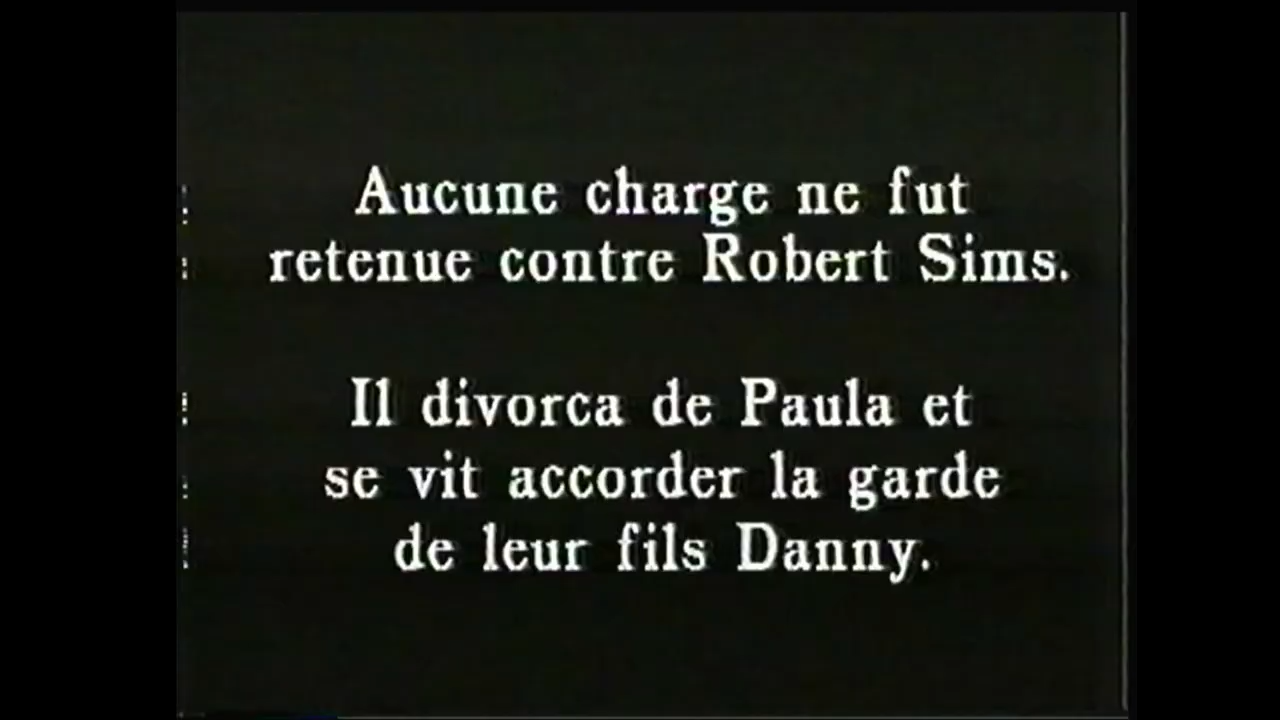 Aucune charge ne fut
retenue contre Robert Sims.
Il divorca de Paula et
se vit accorder la garde
de leur fils Danny.